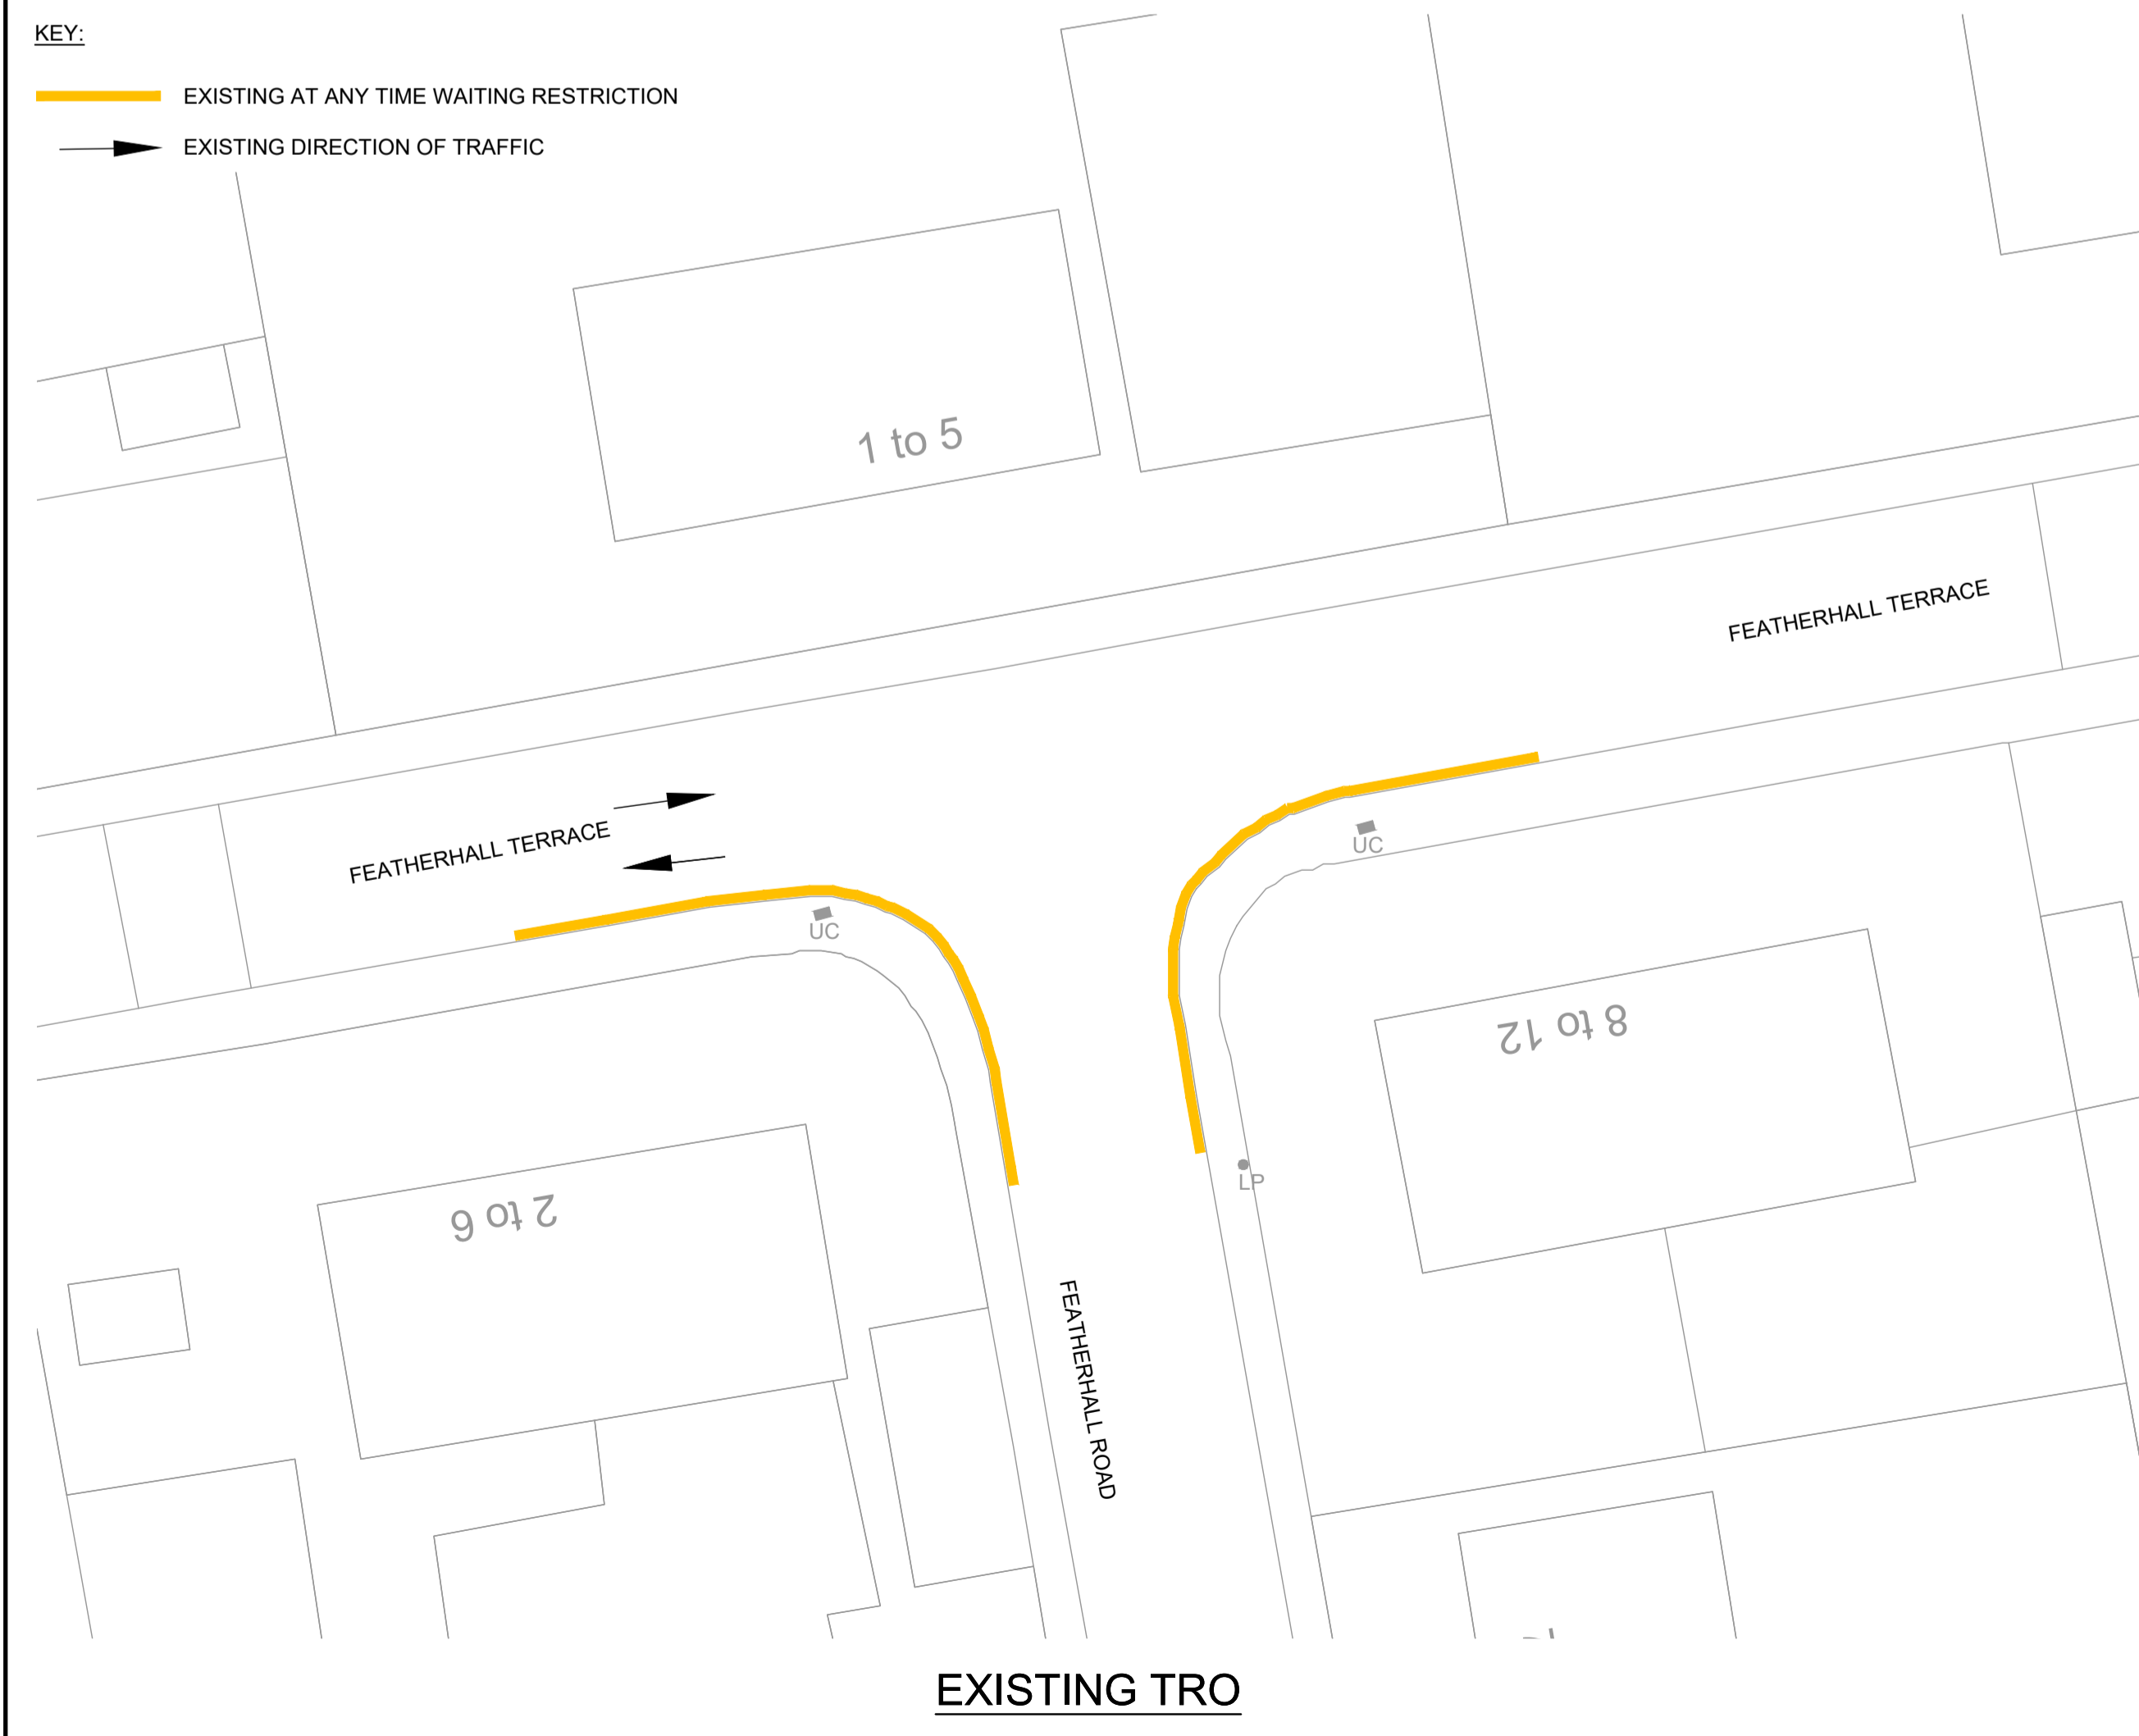 KEY:
EXISTING AT ANY TIME WAITING RESTRICTION
EXISTING DIRECTION OF TRAFFIC
1 to 5
FEATHERHALL TERRACE
FEATHERHALL TERRACE
UC
UC
8 to 12
LP
2 to 6
FEATHERHALL ROAD
EXISTING TRO